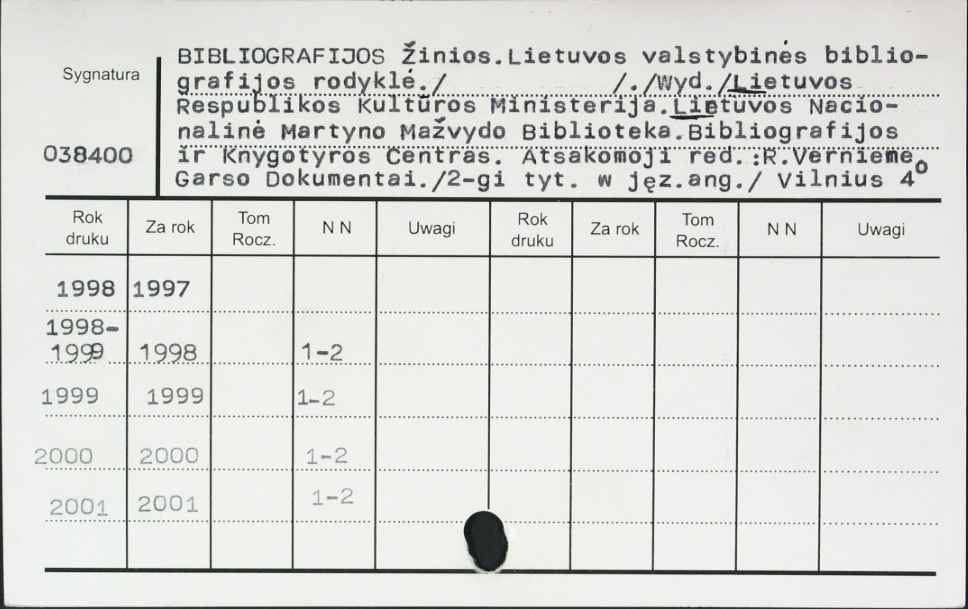 Sygnatura
038400
BIBLIOGRAFIJOS Žinios.Lietuvos valstybinės biblio-
grafijos rodyklė./ /./Wyd./Lietuvos
Respublikos Kultūros Ministerija.Lietuvos Nacio-
nalinė Martyno Mažvydo Biblioteka.Bibliografijos
ir Knygotyros Centras. Atsakomoji red.:R.Vernieme.
Garso Dokumentai./2-gi tyt. w jęz.ang./ Vilnius 4º
Rok druku Za rok Tom Rocz. N N Uwagi Rok druku Za rok Tom Rocz. N N Uwagi
1998 1997
1998-
1999 1998 1-2
1999 1999 1-2
2000 2000 1-2
2001 2001 1-2